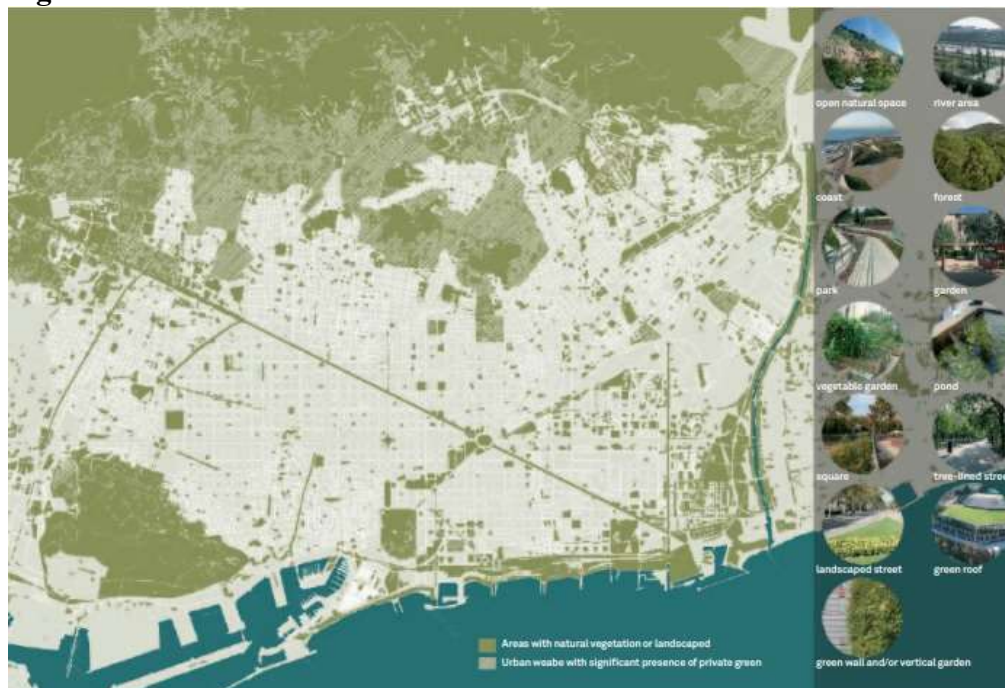 open natural space
river area
coast
forest
park
garden
vegetable garden
pond
square
tree-lined stree
landscaped street
green roof
green wall and/or vertical garden
Areas with natural vegetation or landscaped
Urban weabe with significant presence of private green